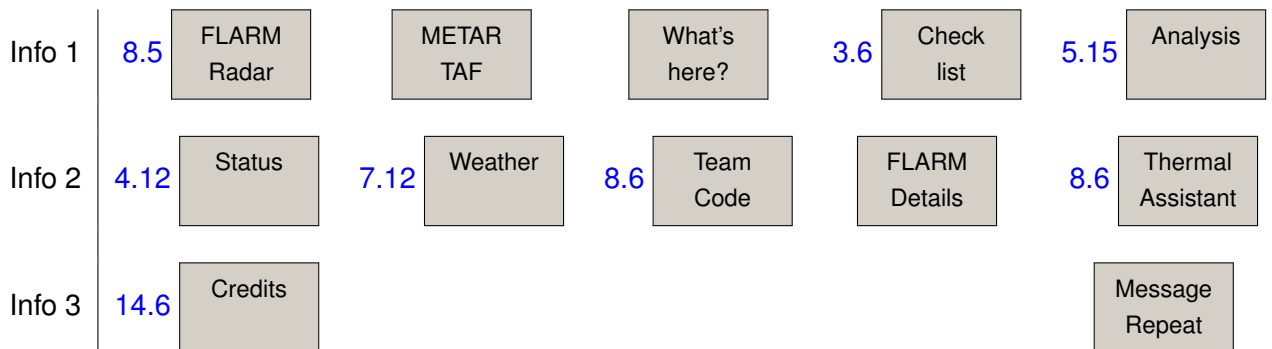 Info 1 8.5 FLARM Radar METAR TAF What's here? 3.6 Check list 5.15 Analysis
Info 2 4.12 Status 7.12 Weather 8.6 Team Code FLARM Details 8.6 Thermal Assistant
Info 3 14.6 Credits Message Repeat